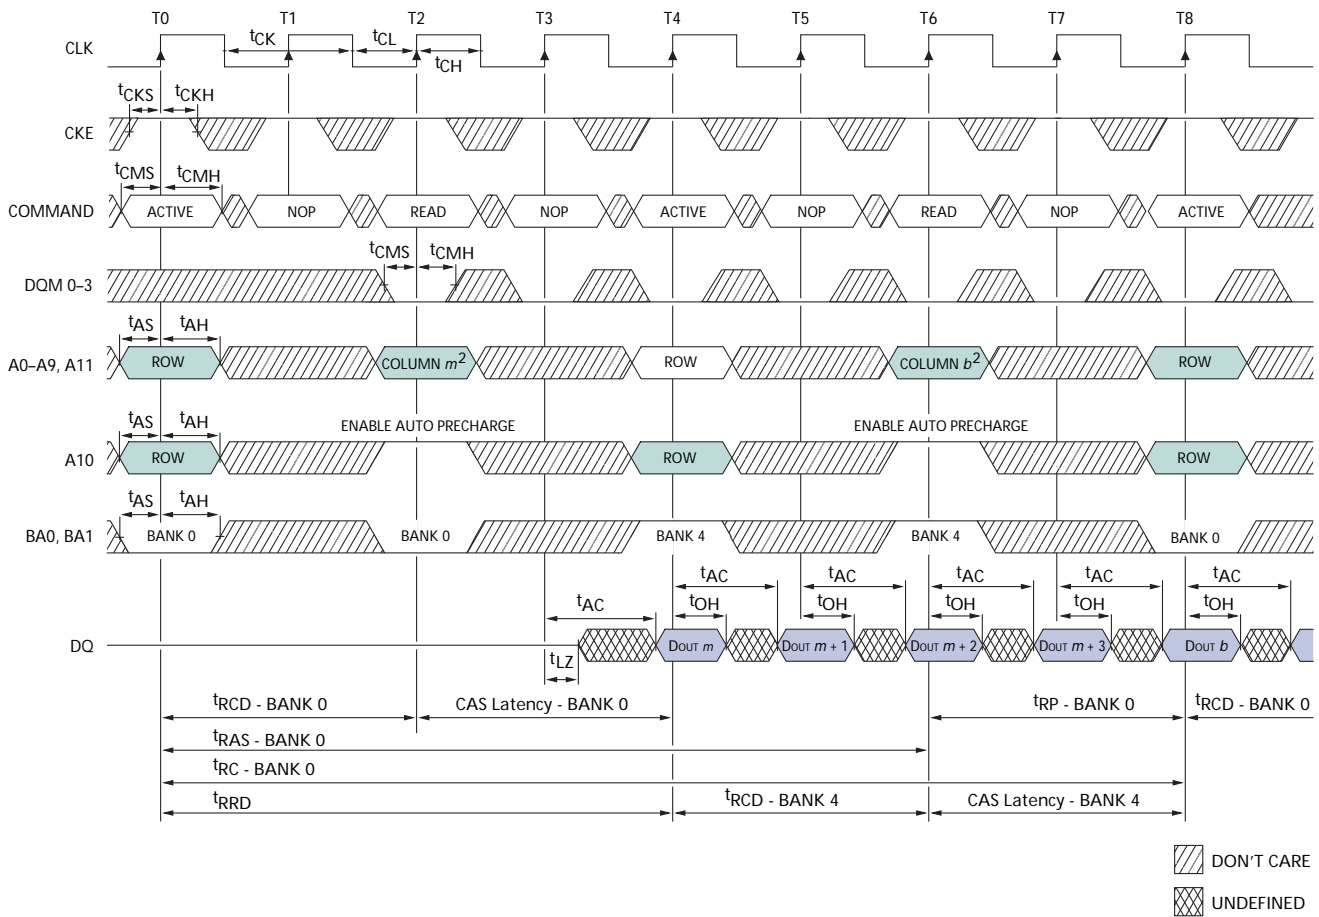 T0 T1 T2 T3 T4 T5 T6 T7 T8
CLK tCK tCL tCH
tCKS tCKH
CKE
tCMS tCMH
COMMAND ACTIVE NOP READ NOP ACTIVE NOP READ NOP ACTIVE
tCMS tCMH
DQM 0–3
tAS tAH
A0–A9, A11 ROW COLUMN m2 ROW COLUMN b2 ROW
tAS tAH ENABLE AUTO PRECHARGE ENABLE AUTO PRECHARGE
A10 ROW ROW ROW
tAS tAH
BA0, BA1 BANK 0 BANK 0 BANK 4 BANK 4 BANK 0
tAC tAC tAC tAC tAC tAC
tOH tOH tOH tOH tOH
DQ DOUT m DOUT m + 1 DOUT m + 2 DOUT m + 3 DOUT b
tLZ
tRCD - BANK 0 CAS Latency - BANK 0 tRP - BANK 0 tRCD - BANK 0
tRAS - BANK 0
tRC - BANK 0
tRRD tRCD - BANK 4 CAS Latency - BANK 4
DON'T CARE
UNDEFINED